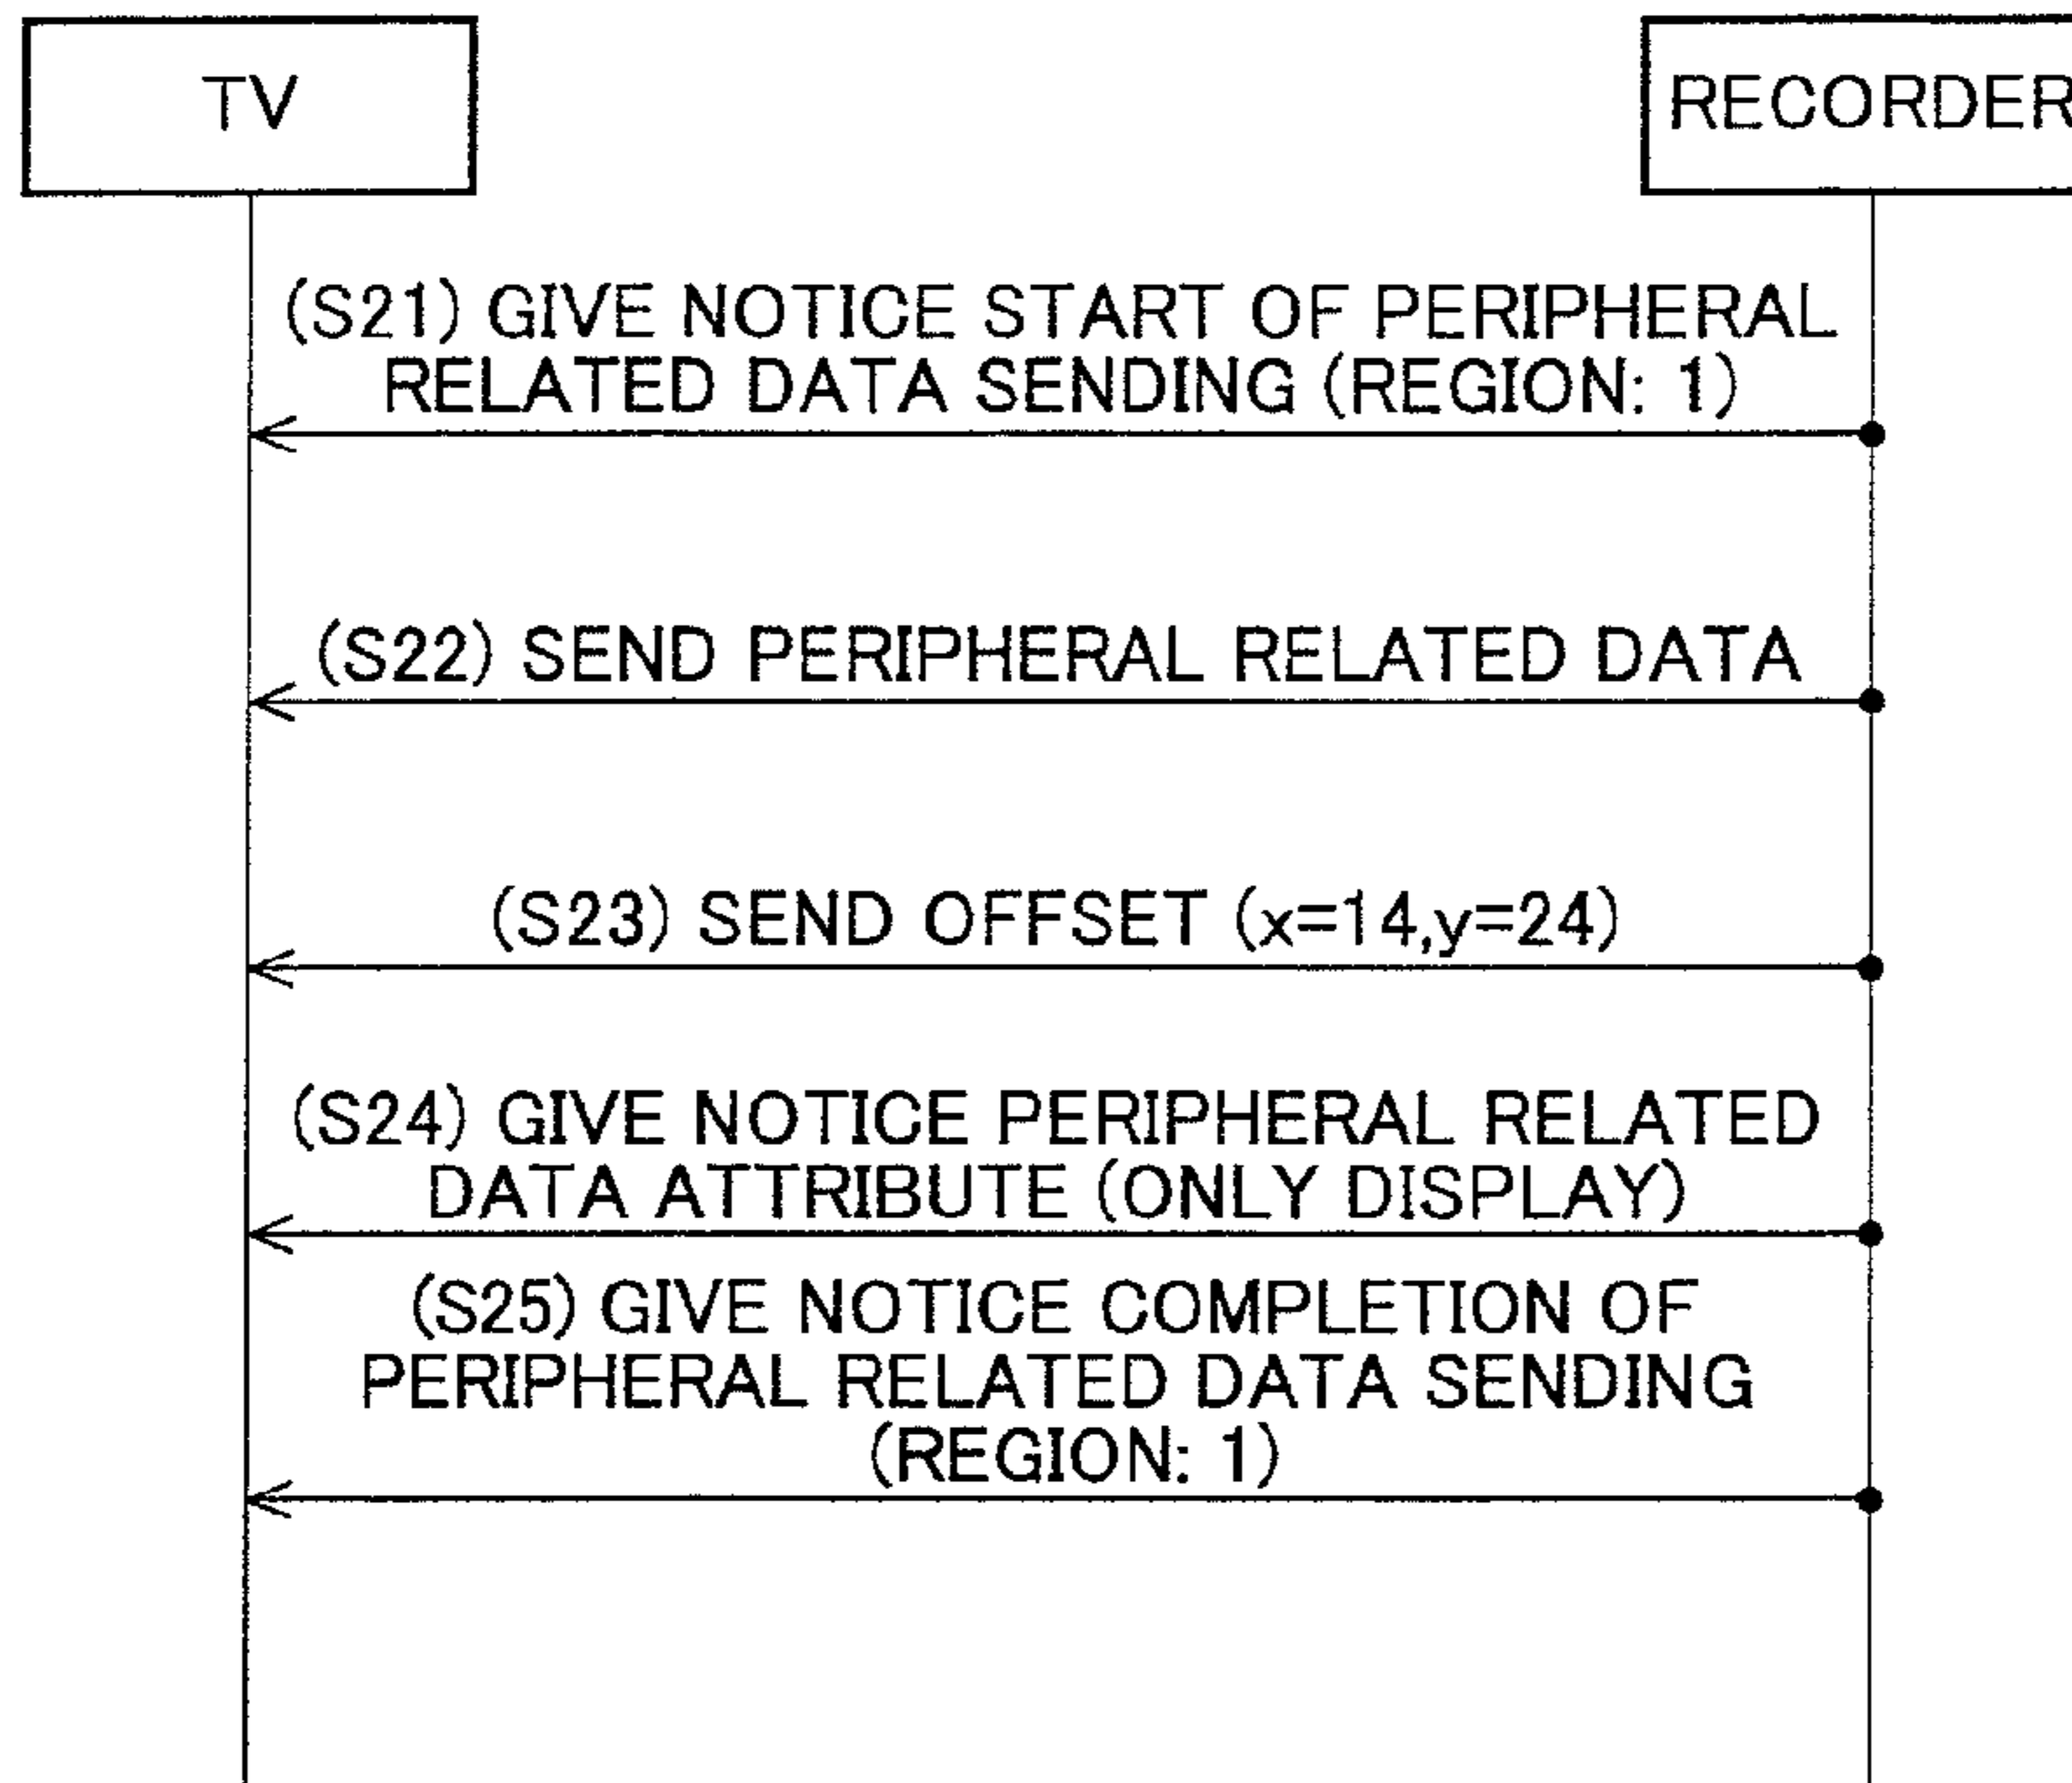 TV
RECORDER
(S21) GIVE NOTICE START OF PERIPHERAL
RELATED DATA SENDING (REGION: 1)
(S22) SEND PERIPHERAL RELATED DATA
(S23) SEND OFFSET (x=14,y=24)
(S24) GIVE NOTICE PERIPHERAL RELATED
DATA ATTRIBUTE (ONLY DISPLAY)
(S25) GIVE NOTICE COMPLETION OF
PERIPHERAL RELATED DATA SENDING
(REGION: 1)